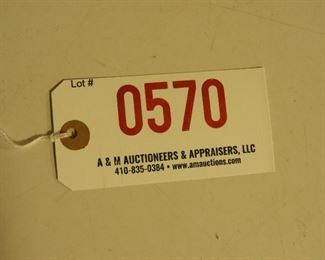 Lot #
0570
A & M AUCTIONEERS & APPRAISERS, LLC
410-835-0384 • www.amauctions.com